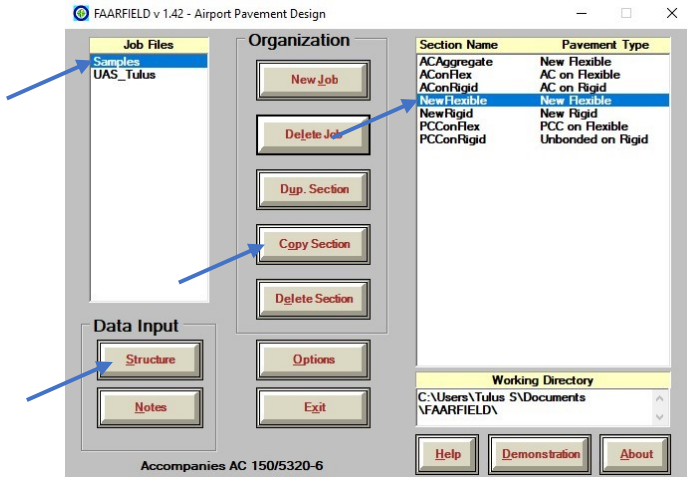 FAARFIELD v 1.42 - Airport Pavement Design
Job Files
Samples
UAS_Tulus
Organization
New Job
Delete Job
Dup. Section
Copy Section
Delete Section
Data Input
Structure
Notes
Options
Exit
Section Name Pavement Type
ACAggregate New Flexible
AConFlex AC on Flexible
AConRigid AC on Rigid
NewFlexible New Flexible
NewRigid New Rigid
PCConFlex PCC on Flexible
PCConRigid Unbonded on Rigid
Working Directory
C:\Users\Tulus S\Documents
\FAARFIELD\
Help
Demonstration
About
Accompanies AC 150/5320-6